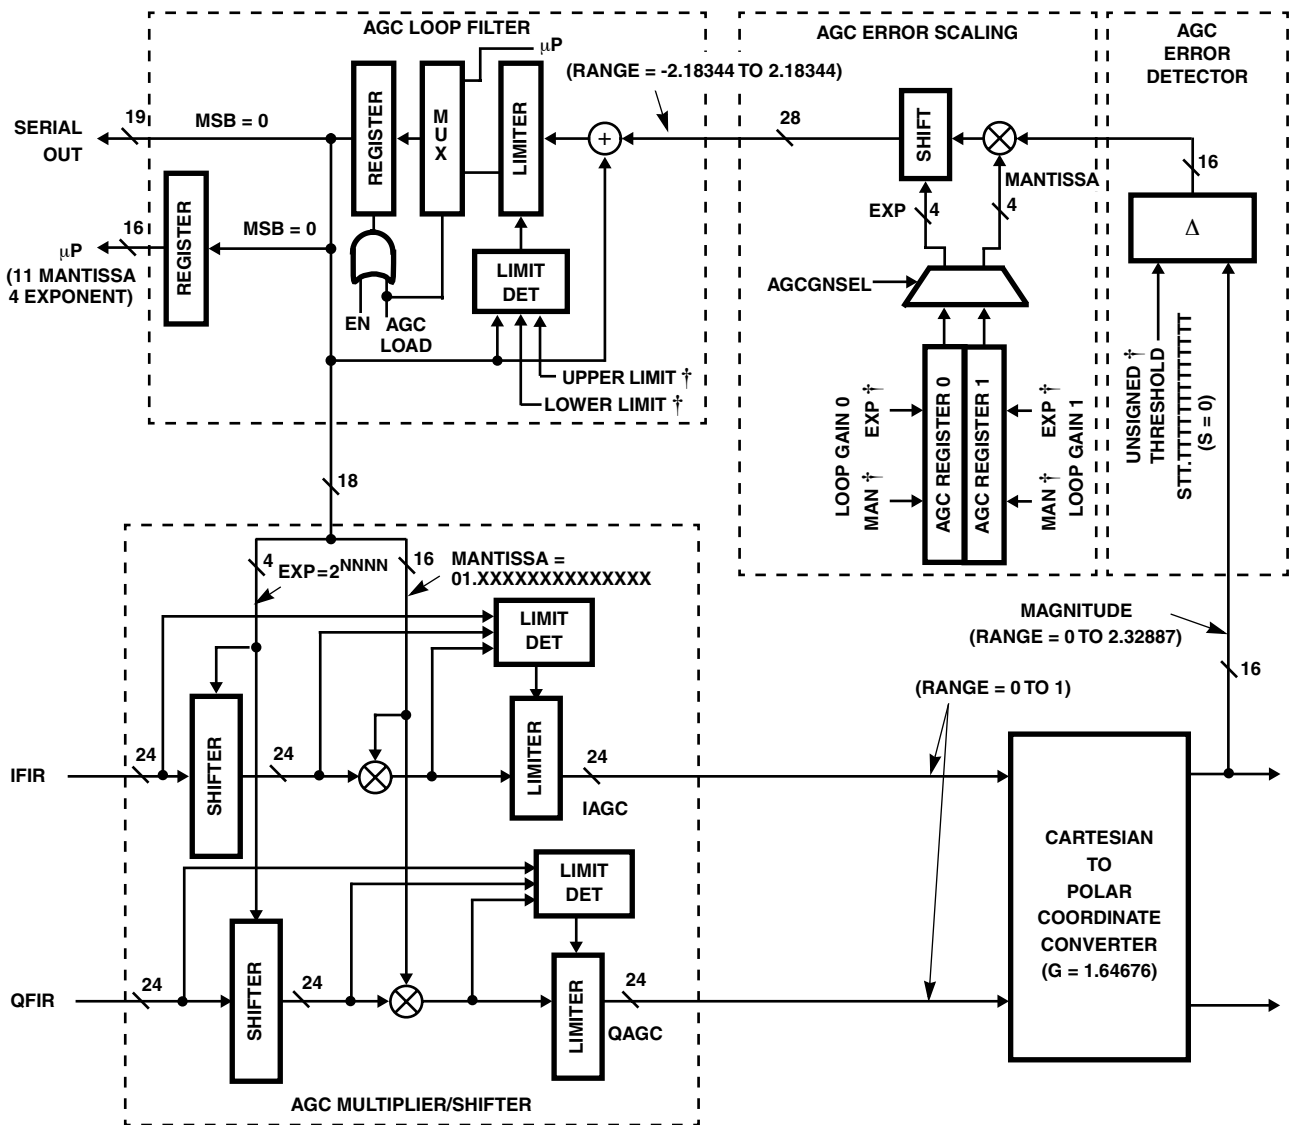 AGC LOOP FILTER
μP
19
SERIAL
OUT
MSB = 0
REGISTER
MUX
LIMITER
+
(RANGE = -2.18344 TO 2.18344)
16
μP
(11 MANTISSA
4 EXPONENT)
REGISTER
MSB = 0
EN
AGC
LOAD
LIMIT
DET
UPPER LIMIT †
LOWER LIMIT †
AGC ERROR SCALING
28
SHIFT
MANTISSA
EXP
4
4
AGCGNSEL
LOOP GAIN 0
EXP †
MAN †
AGC REGISTER 0
AGC REGISTER 1
EXP †
MAN †
LOOP GAIN 1
AGC
ERROR
DETECTOR
16
Δ
UNSIGNED †
THRESHOLD
STT.TTTTTTTTTTTTT
(S = 0)
18
4
EXP=2^NNNN
16
MANTISSA =
01.XXXXXXXXXXXXXX
LIMIT
DET
IFIR
24
SHIFTER
24
LIMITER
24
IAGC
LIMIT
DET
QFIR
24
SHIFTER
24
LIMITER
24
QAGC
AGC MULTIPLIER/SHIFTER
MAGNITUDE
(RANGE = 0 TO 2.32887)
16
(RANGE = 0 TO 1)
CARTESIAN
TO
POLAR
COORDINATE
CONVERTER
(G = 1.64676)